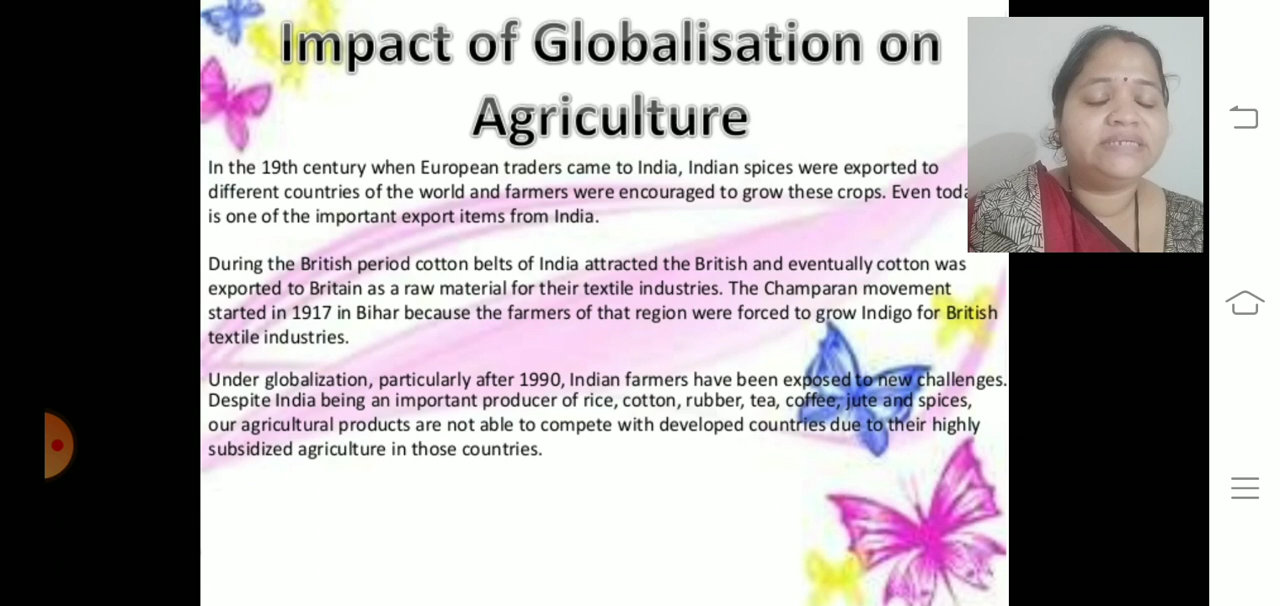 Impact of Globalisation on
Agriculture
In the 19th century when European traders came to India, Indian spices were exported to
different countries of the world and farmers were encouraged to grow these crops. Even
is one of the important export items from India.
During the British period cotton belts of India attracted the British and eventually cotton was
exported to Britain as a raw material for their textile industries. The Champaran movement
started in 1917 in Bihar because the farmers of that region were forced to grow Indigo for British
textile industries.
Under globalization, particularly after 1990, Indian farmers have been exposed to new challenges.
Despite India being an important producer of rice, cotton, rubber, tea, coffee, jute and spices,
our agricultural products are not able to compete with developed countries due to their highly
subsidized agriculture in those countries.